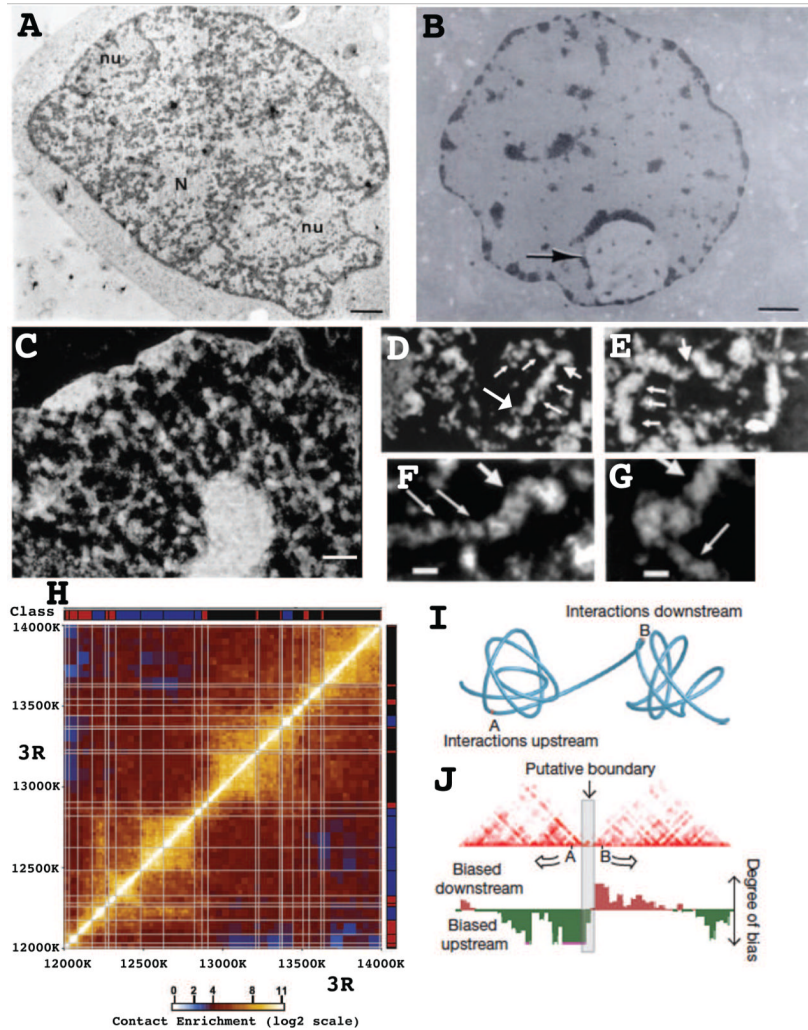 A
nu
N
nu
B
C
D
E
F
G
H
Class
14000K
13500K
3R
13000K
12500K
12000K
12000K
12500K
13000K
13500K
14000K
3R
0
2
4
8
11
Contact Enrichment (log2 scale)
I
Interactions downstream
B
A
Interactions upstream
J
Putative boundary
A
B
Biased
downstream
Biased
upstream
Degree of bias